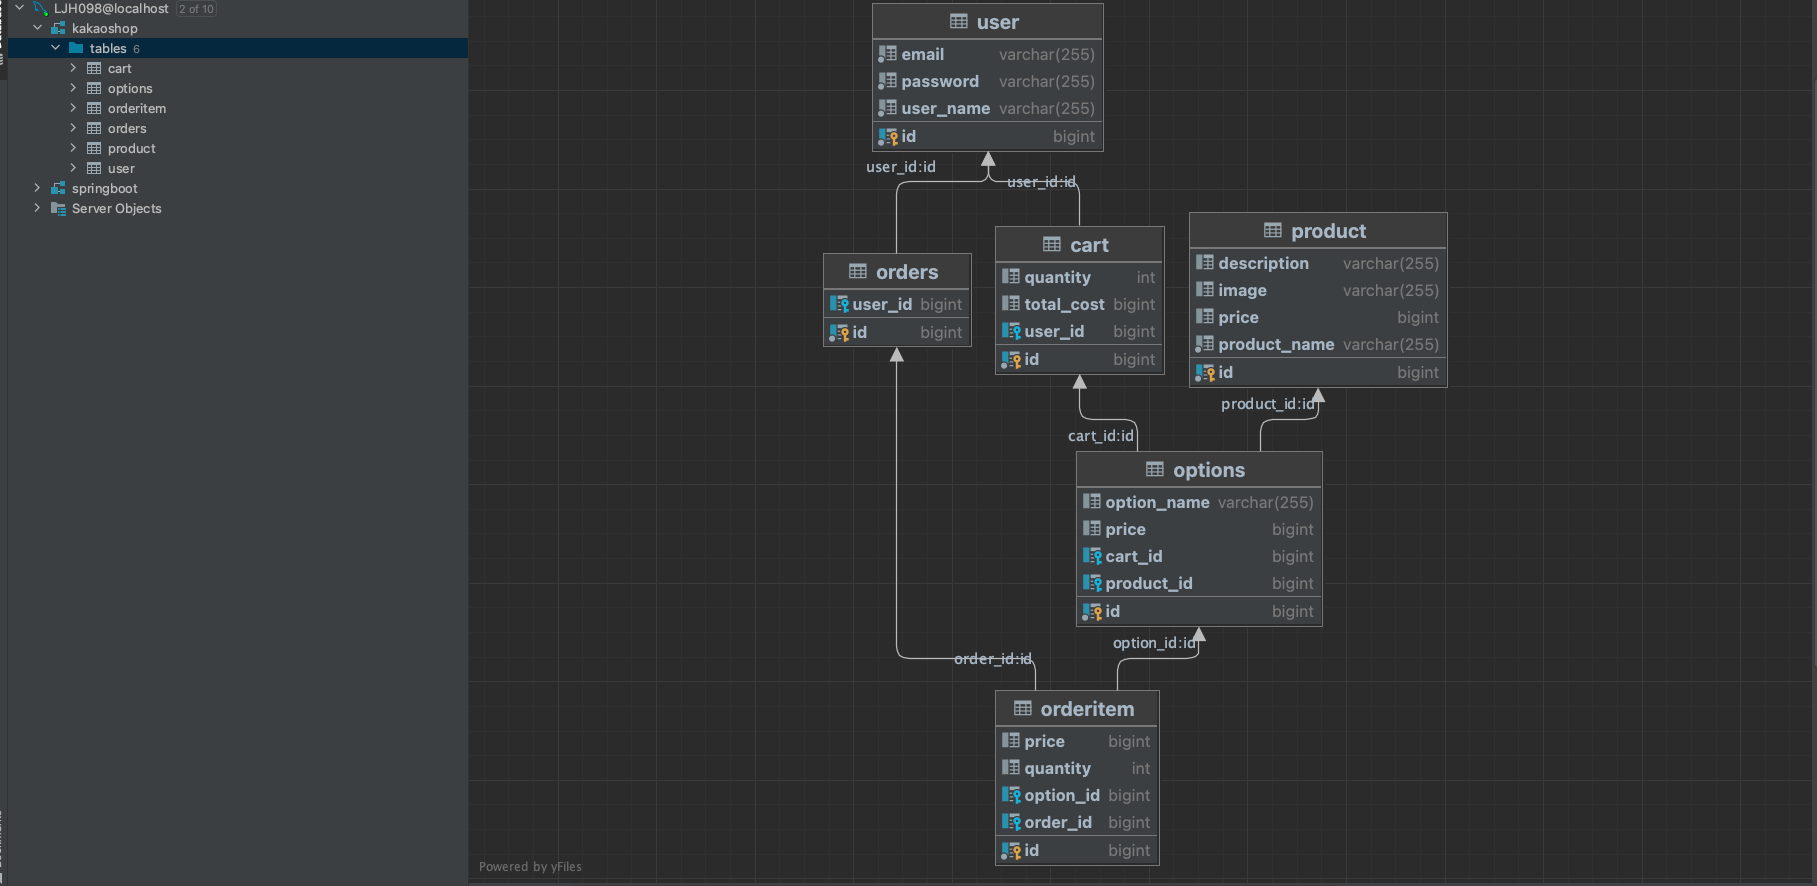 LJH098@localhost 2 of 10
kakaoshop
tables 6
cart
options
orderitem
orders
product
user
springboot
Server Objects
user
email varchar(255)
password varchar(255)
user_name varchar(255)
id bigint
user_id:id
user_id:id
orders
user_id bigint
id bigint
cart
quantity int
total_cost bigint
user_id bigint
id bigint
product
description varchar(255)
image varchar(255)
price bigint
product_name varchar(255)
id bigint
product_id:id
cart_id:id
options
option_name varchar(255)
price bigint
cart_id bigint
product_id bigint
id bigint
option_id:id
order_id:id
orderitem
price bigint
quantity int
option_id bigint
order_id bigint
id bigint
Powered by yFiles